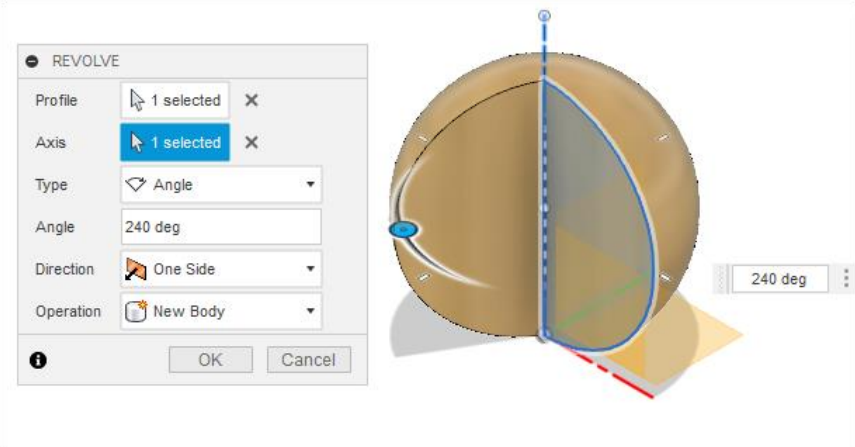 REVOLVE
Profile 1 selected
Axis 1 selected
Type Angle
Angle 240 deg
Direction One Side
Operation New Body
OK Cancel
240 deg